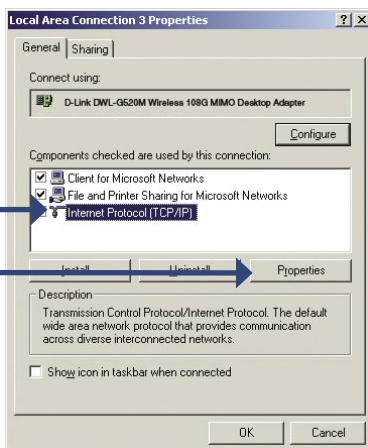 Local Area Connection 3 Properties
General Sharing
Connect using:
D-Link DWL-G520M Wireless 108G MIMO Desktop Adapter
Configure
Components checked are used by this connection:
Client for Microsoft Networks
File and Printer Sharing for Microsoft Networks
Internet Protocol (TCP/IP)
Install Uninstall Properties
Description
Transmission Control Protocol/Internet Protocol. The default
wide area network protocol that provides communication
across diverse interconnected networks.
Show icon in taskbar when connected
OK Cancel